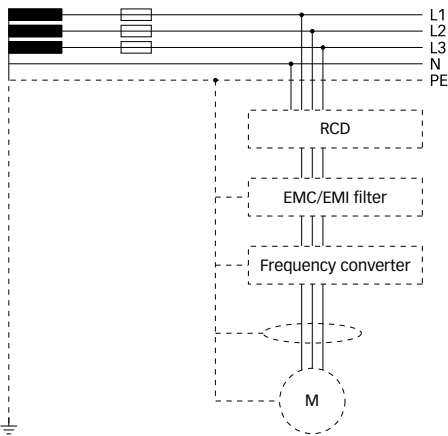 L1
L2
L3
N
PE
RCD
EMC/EMI filter
Frequency converter
M